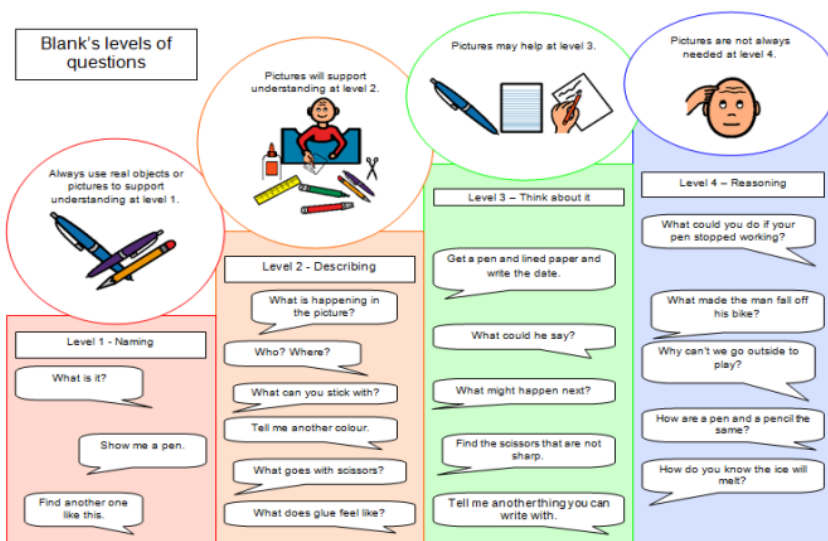 Blank's levels of
questions
Always use real objects or
pictures to support
understanding at level 1.
Level 1 - Naming
What is it?
Show me a pen.
Find another one
like this.
Pictures will support
understanding at level 2.
Level 2 - Describing
What is happening in
the picture?
Who? Where?
What can you stick with?
Tell me another colour.
What goes with scissors?
What does glue feel like?
Pictures may help at level 3.
Level 3 – Think about it
Get a pen and lined paper and
write the date.
What could he say?
What might happen next?
Find the scissors that are not
sharp.
Tell me another thing you can
write with.
Pictures are not always
needed at level 4.
Level 4 - Reasoning
What could you do if your
pen stopped working?
What made the man fall off
his bike?
Why can't we go outside to
play?
How are a pen and a pencil the
same?
How do you know the ice will
melt?